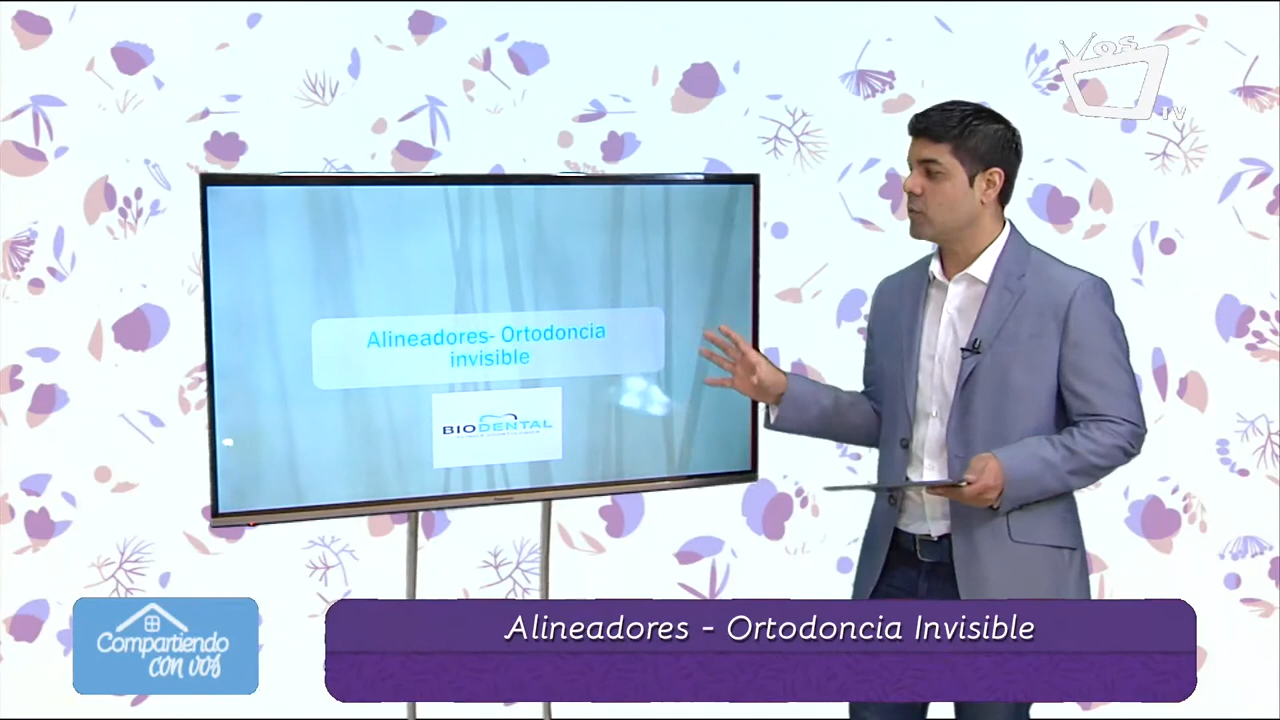 Vos
TV
Alineadores- Ortodoncia
invisible
BIODENTAL
Alineadores - Ortodoncia Invisible
Compartiendo
con vos